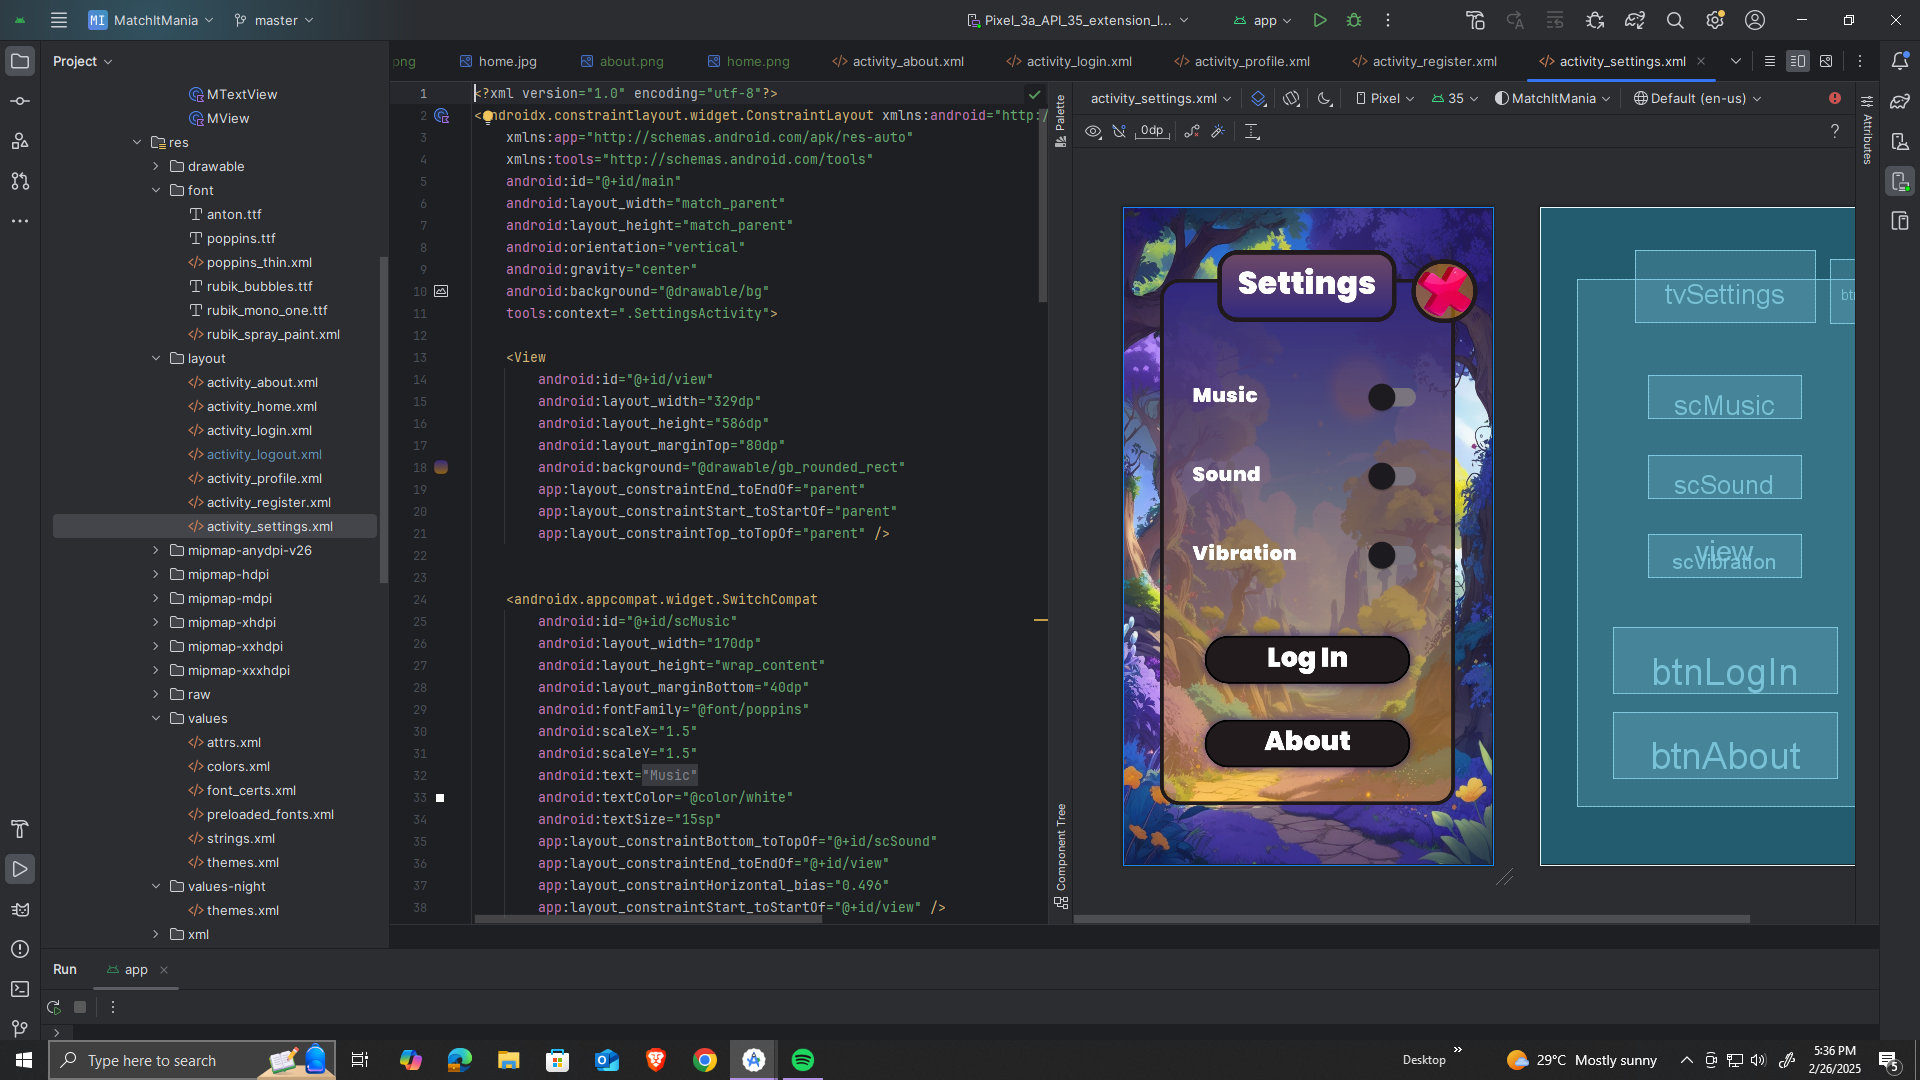 MI MatchItMania master Pixel_3a_API_35_extension_l... app
Project
png home.jpg about.png home.png activity_about.xml activity_login.xml activity_profile.xml activity_register.xml activity_settings.xml
MTextView
MView
res
drawable
font
anton.ttf
poppins.ttf
poppins_thin.xml
rubik_bubbles.ttf
rubik_mono_one.ttf
rubik_spray_paint.xml
layout
activity_about.xml
activity_home.xml
activity_login.xml
activity_logout.xml
activity_profile.xml
activity_register.xml
activity_settings.xml
mipmap-anydpi-v26
mipmap-hdpi
mipmap-mdpi
mipmap-xhdpi
mipmap-xxhdpi
mipmap-xxxhdpi
raw
values
attrs.xml
colors.xml
font_certs.xml
preloaded_fonts.xml
strings.xml
themes.xml
values-night
themes.xml
xml
1 <?xml version="1.0" encoding="utf-8"?>
2 <androidx.constraintlayout.widget.ConstraintLayout xmlns:android="http:/
3 xmlns:app="http://schemas.android.com/apk/res-auto"
4 xmlns:tools="http://schemas.android.com/tools"
5 android:id="@+id/main"
6 android:layout_width="match_parent"
7 android:layout_height="match_parent"
8 android:orientation="vertical"
9 android:gravity="center"
10 android:background="@drawable/bg"
11 tools:context=".SettingsActivity">
12
13 <View
14 android:id="@+id/view"
15 android:layout_width="329dp"
16 android:layout_height="586dp"
17 android:layout_marginTop="80dp"
18 android:background="@drawable/gb_rounded_rect"
19 app:layout_constraintEnd_toEndOf="parent"
20 app:layout_constraintStart_toStartOf="parent"
21 app:layout_constraintTop_toTopOf="parent" />
22
23
24 <androidx.appcompat.widget.SwitchCompat
25 android:id="@+id/scMusic"
26 android:layout_width="170dp"
27 android:layout_height="wrap_content"
28 android:layout_marginBottom="40dp"
29 android:fontFamily="@font/poppins"
30 android:scaleX="1.5"
31 android:scaleY="1.5"
32 android:text="Music"
33 android:textColor="@color/white"
34 android:textSize="15sp"
35 app:layout_constraintBottom_toTopOf="@+id/scSound"
36 app:layout_constraintEnd_toEndOf="@+id/view"
37 app:layout_constraintHorizontal_bias="0.496"
38 app:layout_constraintStart_toStartOf="@+id/view" />
Palette
Component Tree
activity_settings.xml Pixel 35 MatchItMania Default (en-us)
0dp ?
Attributes
Settings
Music
Sound
Vibration
Log In
About
tvSettings
bt
scMusic
scSound
view
scVibration
btnLogIn
btnAbout
Run app
Type here to search
Desktop
29°C Mostly sunny
5:36 PM
2/26/2025
5